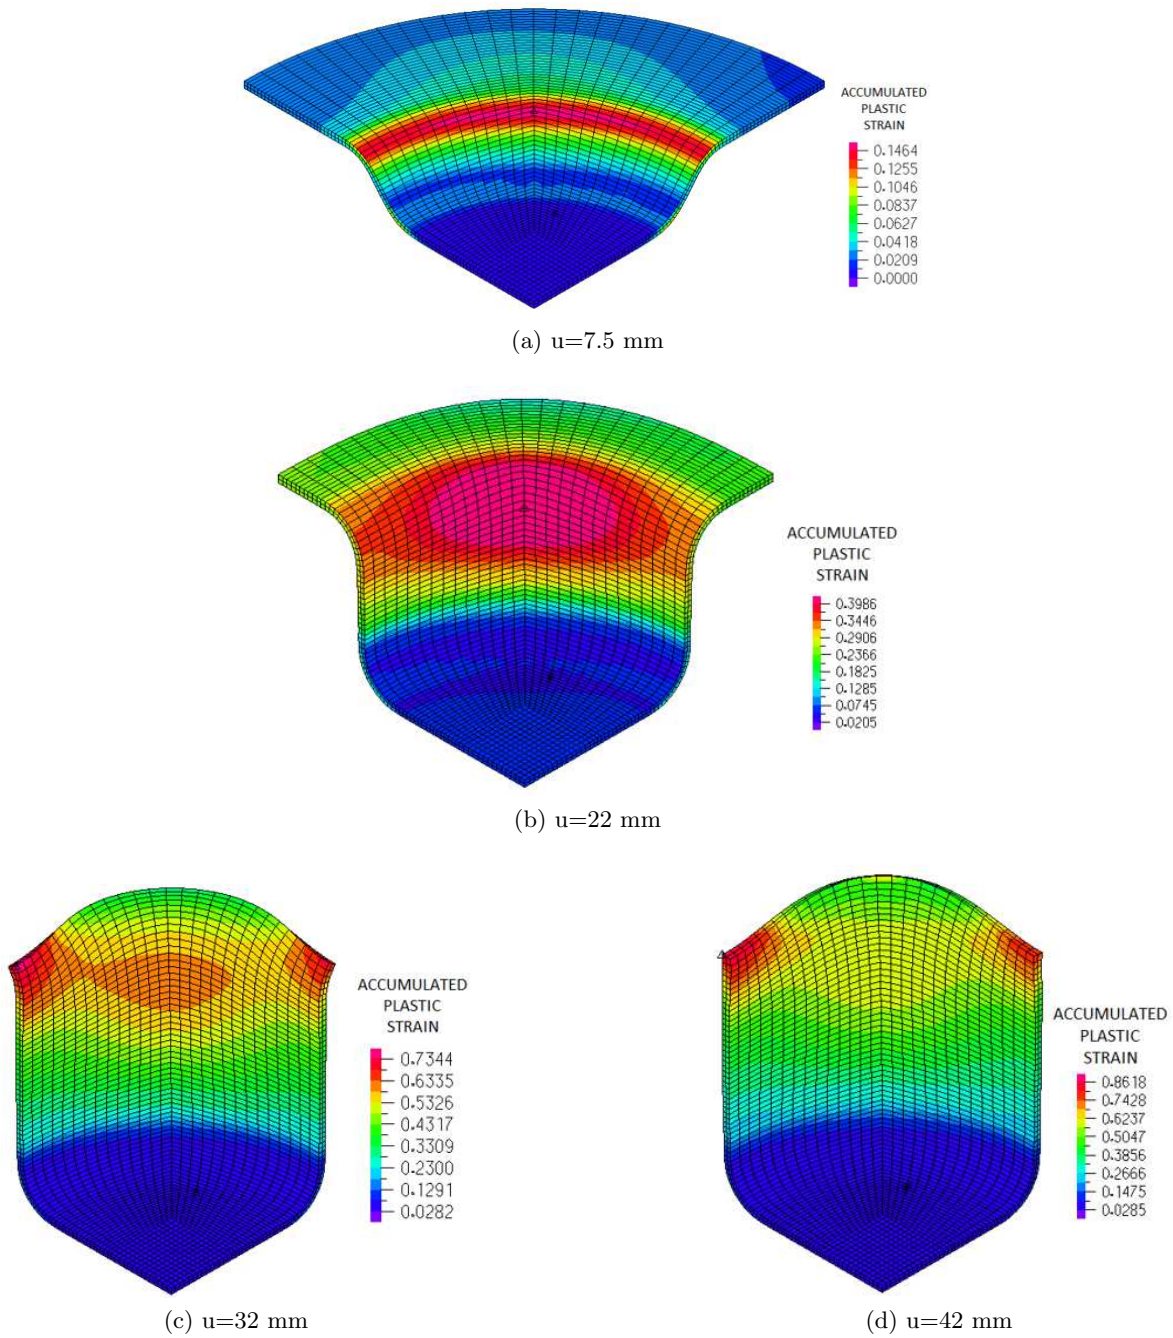 ACCUMULATED
PLASTIC
STRAIN
0.1464
0.1255
0.1046
0.0837
0.0627
0.0418
0.0209
0.0000
(a) u=7.5 mm
ACCUMULATED
PLASTIC
STRAIN
0.3986
0.3446
0.2906
0.2366
0.1825
0.1285
0.0745
0.0205
(b) u=22 mm
ACCUMULATED
PLASTIC
STRAIN
0.7344
0.6335
0.5326
0.4317
0.3309
0.2300
0.1291
0.0282
(c) u=32 mm
ACCUMULATED
PLASTIC
STRAIN
0.8618
0.7428
0.6237
0.5047
0.3856
0.2666
0.1475
0.0285
(d) u=42 mm